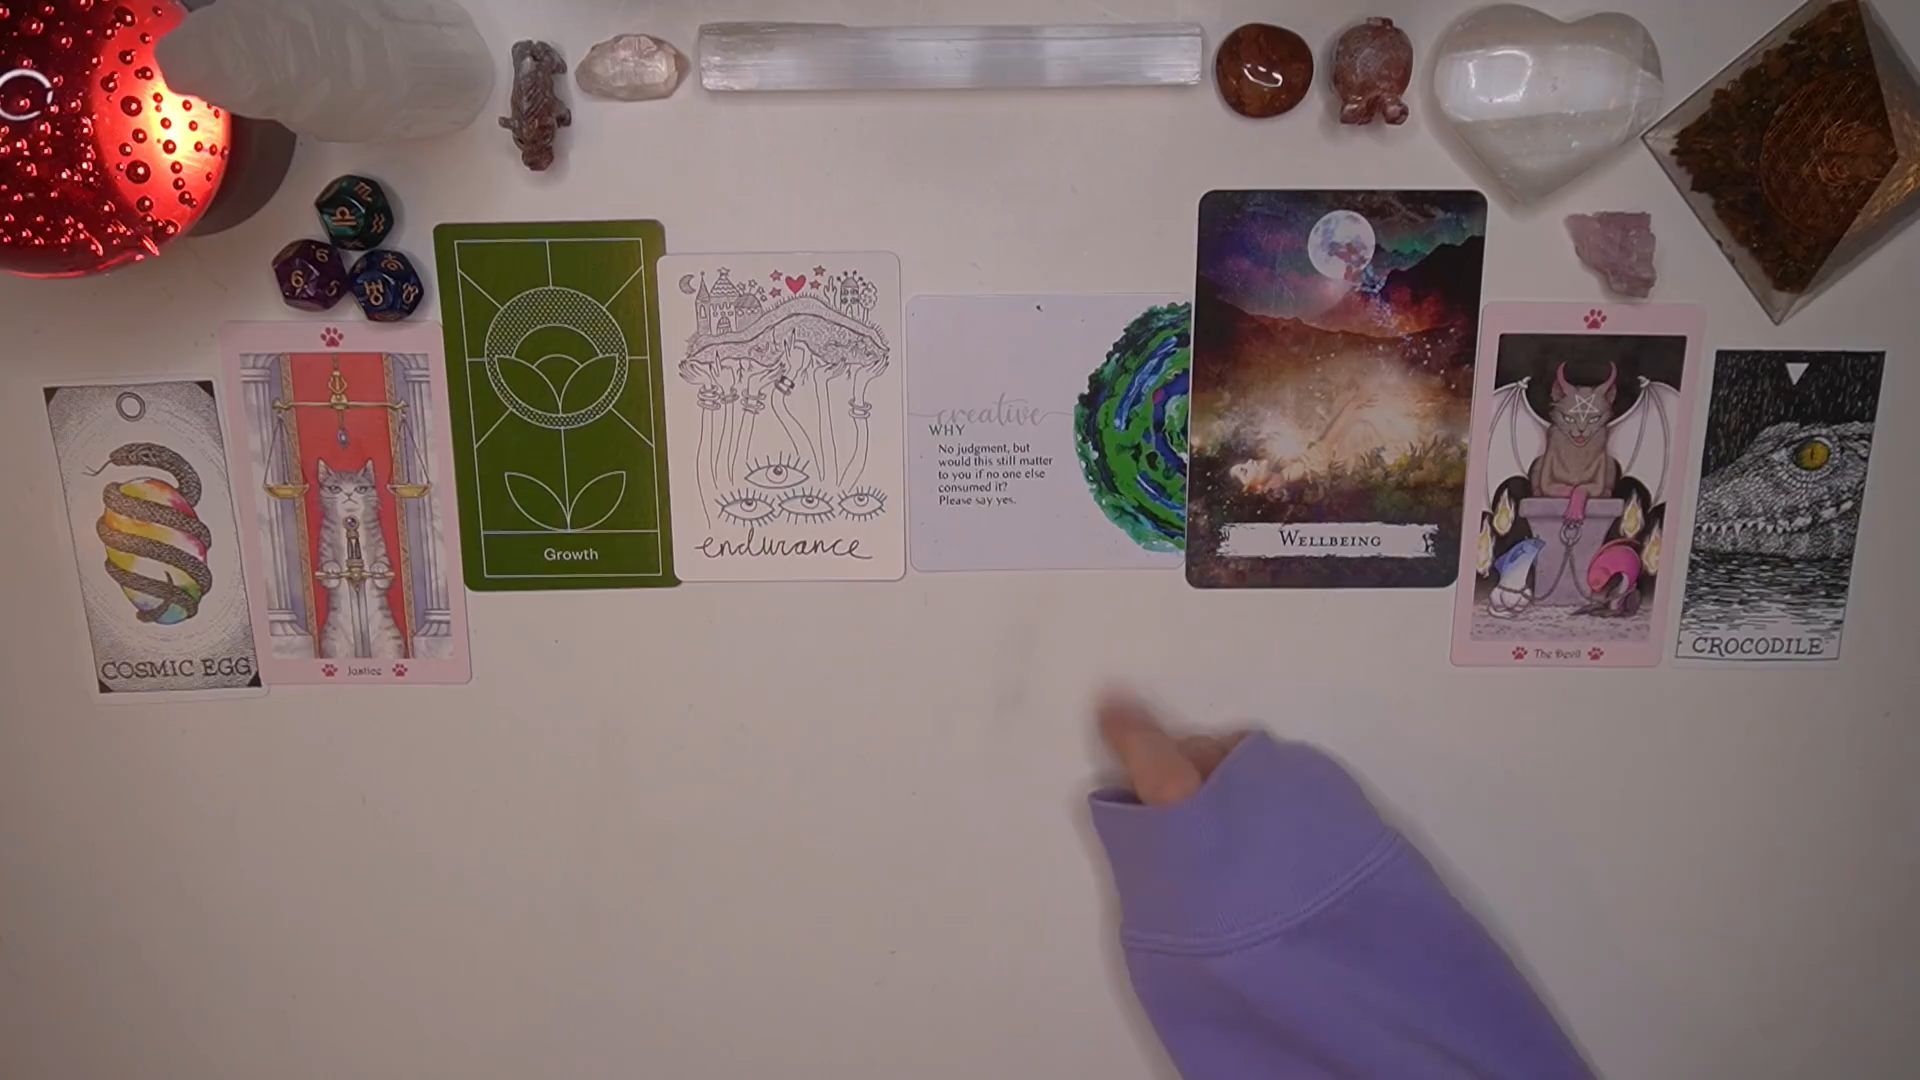 COSMIC EGG
Justice
Growth
endurance
creative
WHY
No judgment, but
would this still matter
to you if no one else
consumed it?
Please say yes.
WELLBEING
The Devil
CROCODILE